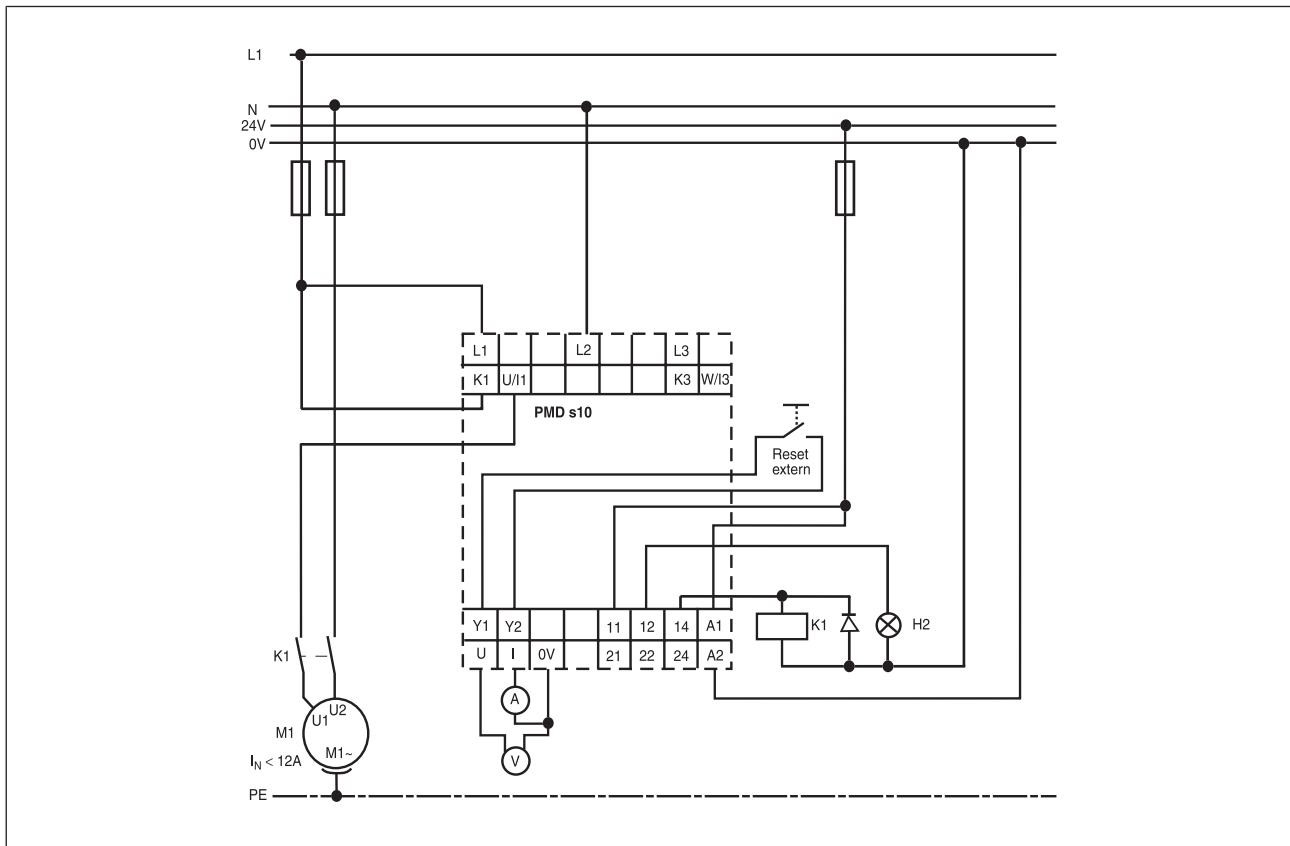 L1
N
24V
0V
L1 L2 L3
K1 U/I1 K3 W/I3
PMD s10
Reset
extern
Y1 Y2 11 12 14 A1
U I 0V 21 22 24 A2
K1
H2
K1
A
V
U1 U2
M1
M1~
IN < 12A
PE